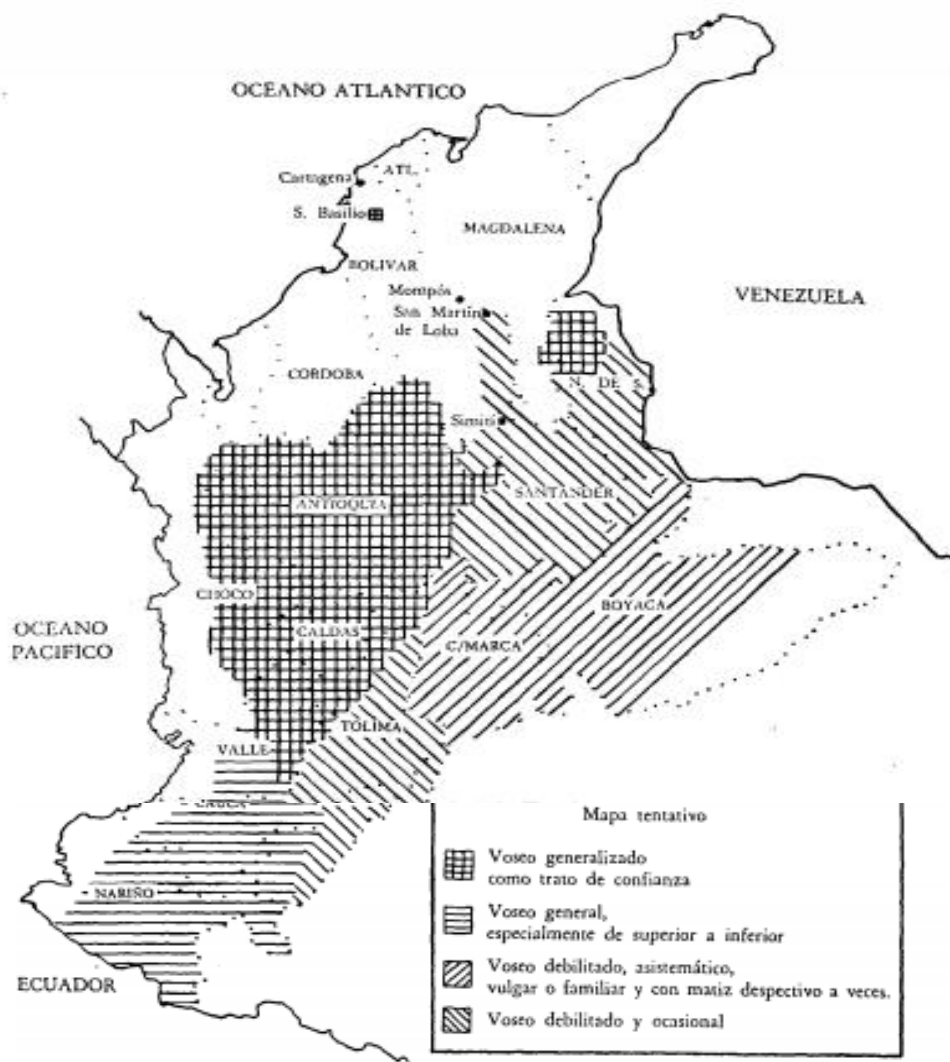 OCEANO ATLANTICO
ATL.
Cartagena
S. Basilio
MAGDALENA
BOLIVAR
Mompós
San Martin
de Loba
VENEZUELA
CORDOBA
N. DE S.
Simití
ANTIOQUIA
SANTANDER
CHOCO
BOYACA
OCEANO
PACIFICO
CALDAS
C/MARCA
TOLIMA
VALLE
CAUCA
NARIÑO
ECUADOR
Mapa tentativo
Voseo generalizado
como trato de confianza
Voseo general,
especialmente de superior a inferior
Voseo debilitado, asistemático,
vulgar o familiar y con matiz despectivo a veces.
Voseo debilitado y ocasional